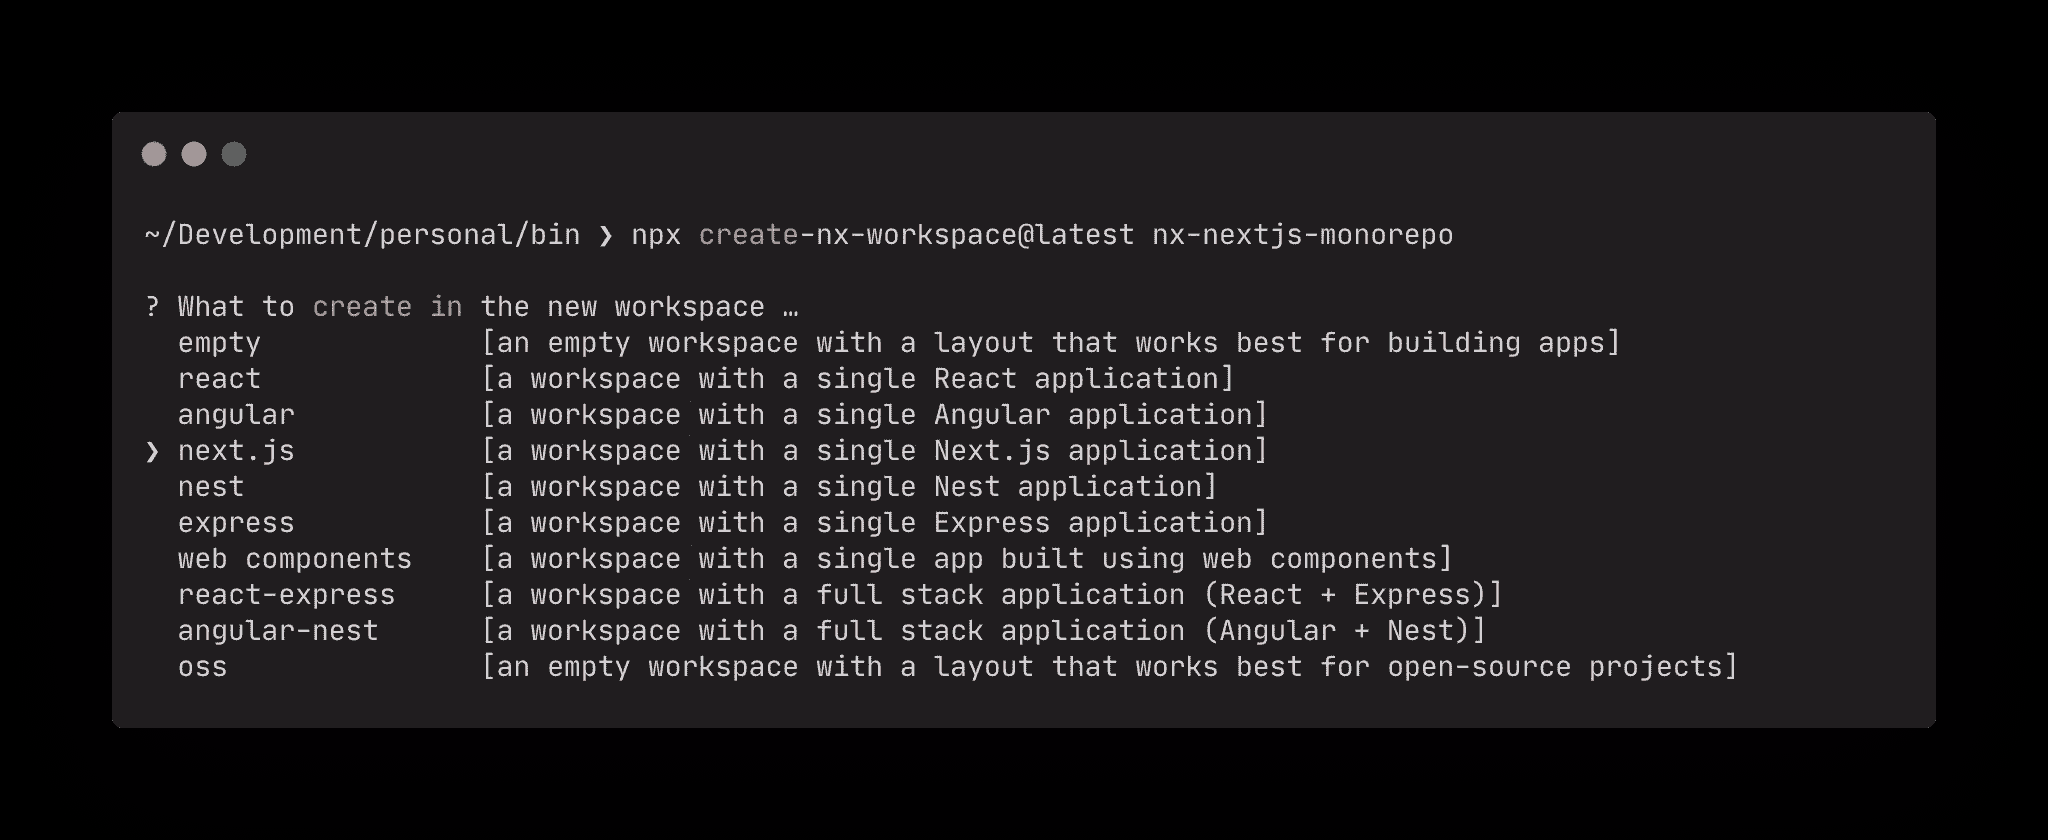 ~/Development/personal/bin ❯ npx create-nx-workspace@latest nx-nextjs-monorepo
? What to create in the new workspace …
empty [an empty workspace with a layout that works best for building apps]
react [a workspace with a single React application]
angular [a workspace with a single Angular application]
❯ next.js [a workspace with a single Next.js application]
nest [a workspace with a single Nest application]
express [a workspace with a single Express application]
web components [a workspace with a single app built using web components]
react-express [a workspace with a full stack application (React + Express)]
angular-nest [a workspace with a full stack application (Angular + Nest)]
oss [an empty workspace with a layout that works best for open-source projects]